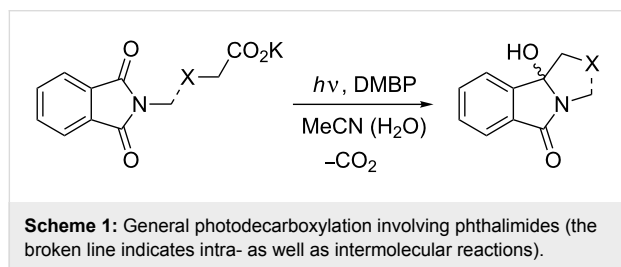 O
N
O
X
CO₂K
hν, DMBP
MeCN (H₂O)
–CO₂
HO
X
N
O
Scheme 1: General photodecarboxylation involving phthalimides (the
broken line indicates intra- as well as intermolecular reactions).